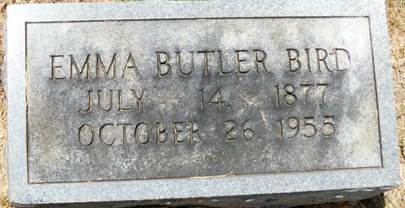 EMMA BUTLER BIRD
JULY 14, 1877
OCTOBER 26, 1955